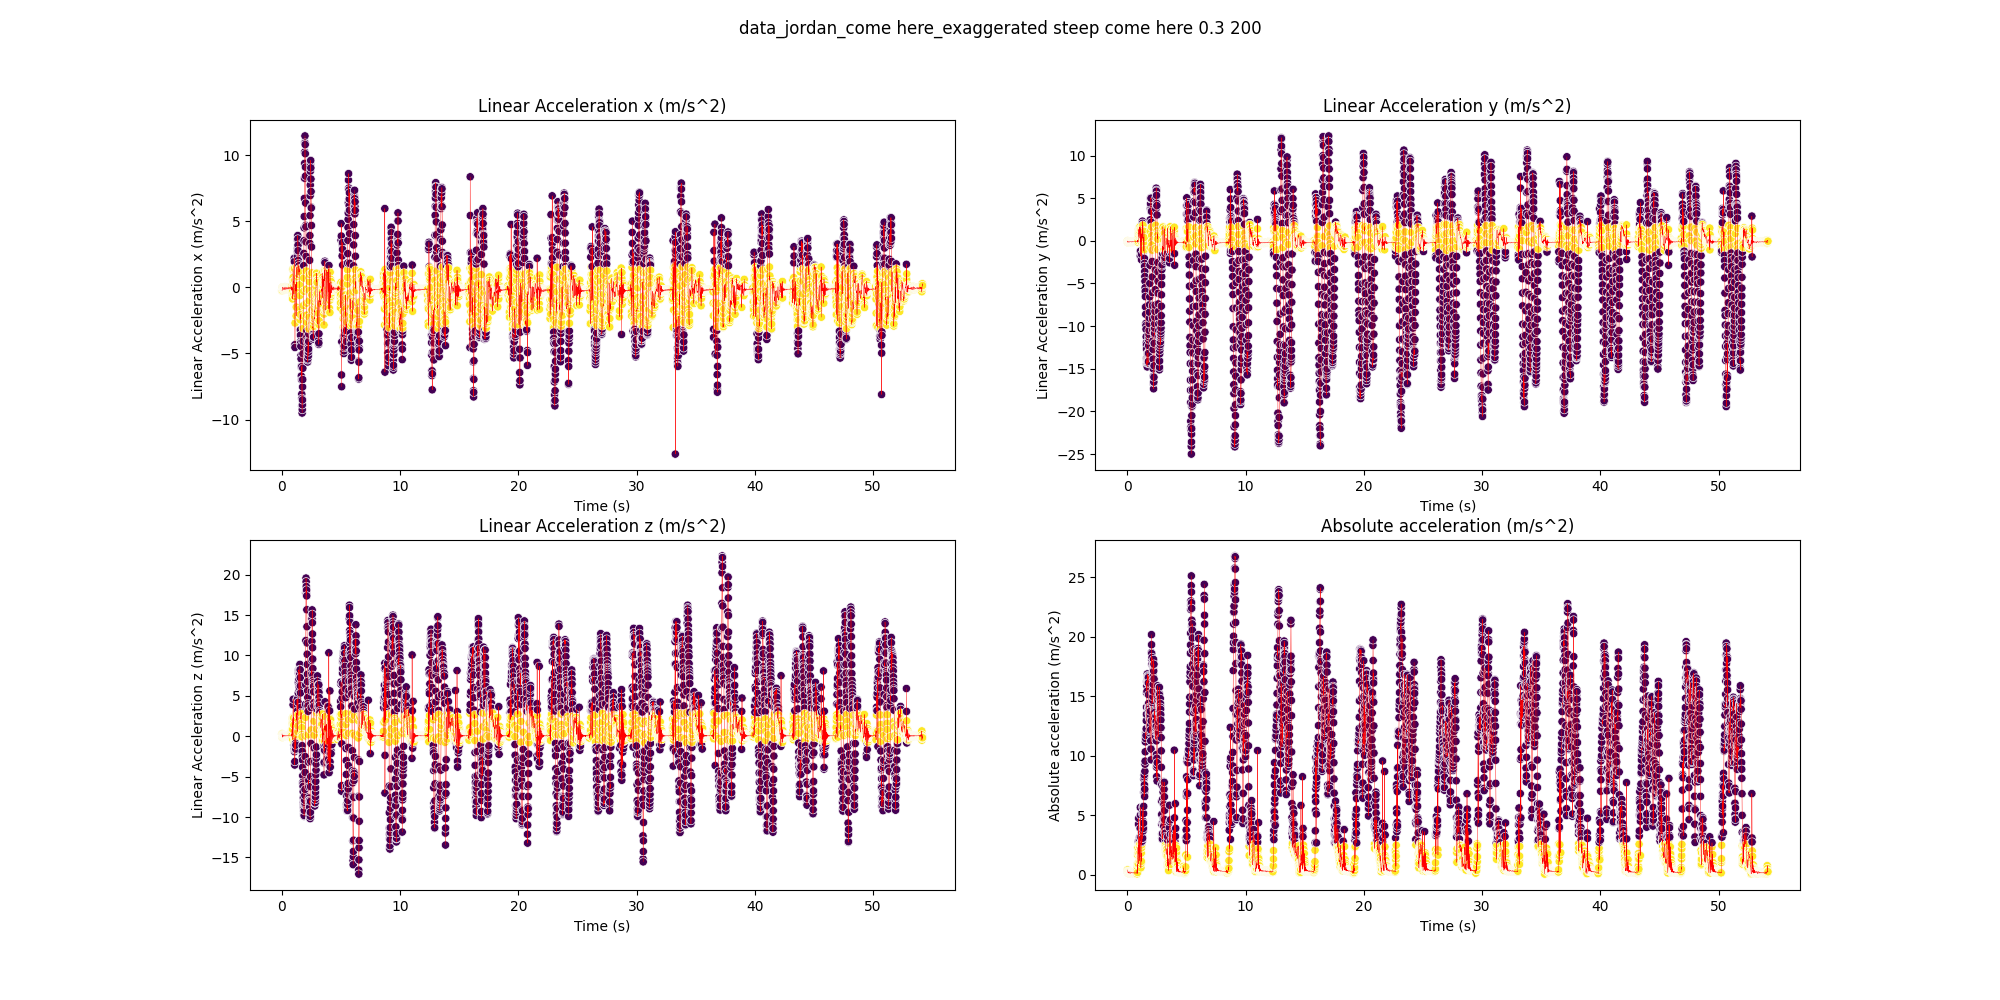 data_jordan_come here_exaggerated steep come here 0.3 200
Linear Acceleration x (m/s^2)
Linear Acceleration x (m/s^2)
10
5
0
−5
−10
0 10 20 30 40 50
Time (s)
Linear Acceleration y (m/s^2)
Linear Acceleration y (m/s^2)
10
5
0
−5
−10
−15
−20
−25
0 10 20 30 40 50
Time (s)
Linear Acceleration z (m/s^2)
Linear Acceleration z (m/s^2)
20
15
10
5
0
−5
−10
−15
0 10 20 30 40 50
Time (s)
Absolute acceleration (m/s^2)
Absolute acceleration (m/s^2)
25
20
15
10
5
0
0 10 20 30 40 50
Time (s)